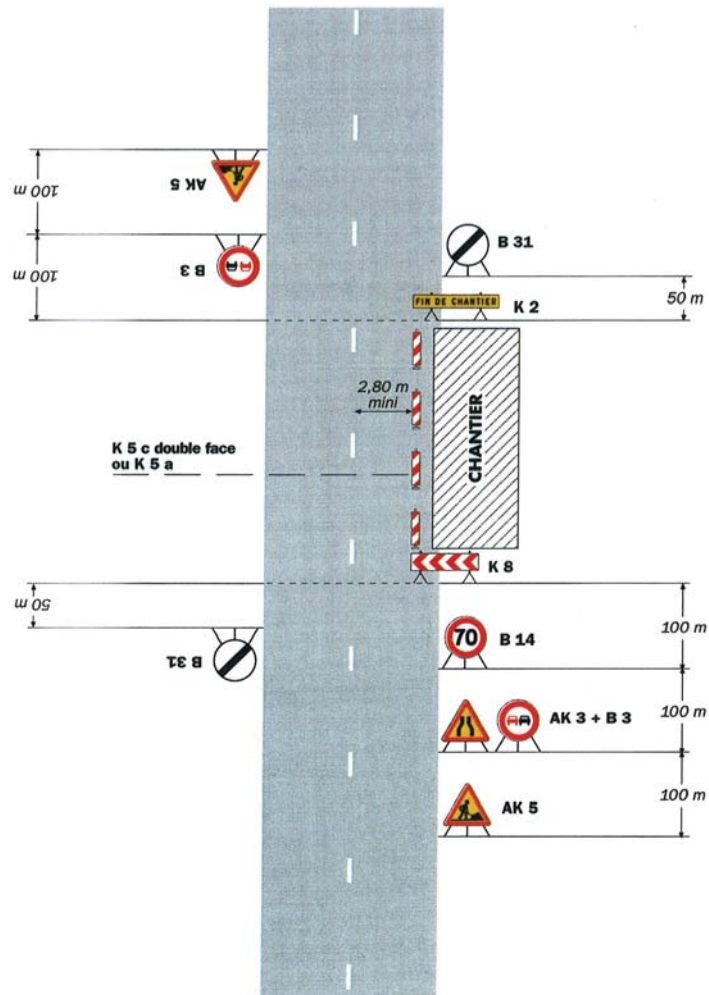 AK 5
100 m
B 3
100 m
B 31
50 m
FIN DE CHANTIER
K 2
2,80 m
mini
CHANTIER
K 5 c double face
ou K 5 a
K 8
50 m
B 31
70
B 14
100 m
AK 3 + B 3
100 m
AK 5
100 m